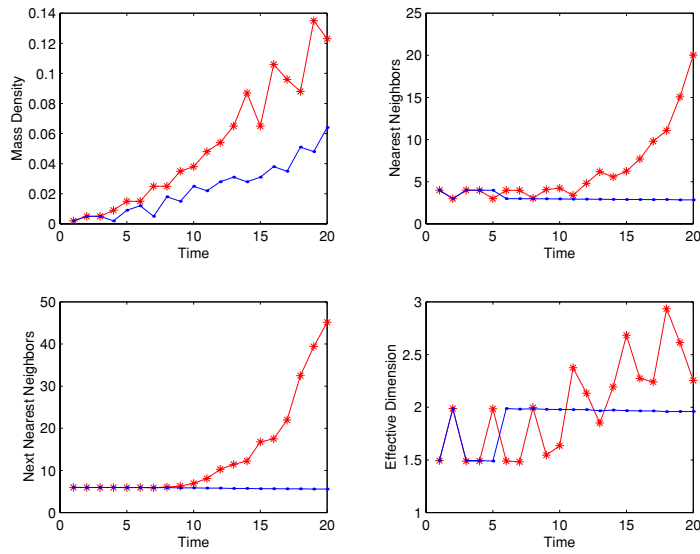 0.14
0.12
0.1
0.08
0.06
0.04
0.02
0
Mass Density
0 5 10 15 20
Time
25
20
15
10
5
0
Nearest Neighbors
0 5 10 15 20
Time
50
40
30
20
10
0
Next Nearest Neighbors
0 5 10 15 20
Time
3
2.5
2
1.5
1
Effective Dimension
0 5 10 15 20
Time